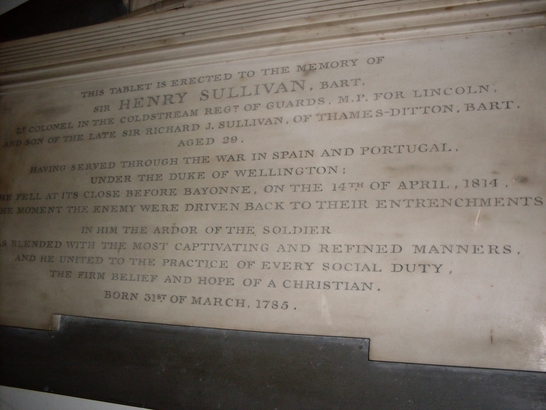 THIS TABLET IS ERECTED TO THE MEMORY OF
SIR HENRY SULLIVAN, BART.
COLONEL IN THE COLDSTREAM REGT OF GUARDS, M.P. FOR LINCOLN,
AND SON OF THE LATE SIR RICHARD J. SULLIVAN, OF THAMES-DITTON, BART.
AGED 29.
HAVING SERVED THROUGH THE WAR IN SPAIN AND PORTUGAL,
UNDER THE DUKE OF WELLINGTON;
HE FELL AT ITS CLOSE BEFORE BAYONNE, ON THE 14TH OF APRIL, 1814,
THE MOMENT THE ENEMY WERE DRIVEN BACK TO THEIR ENTRENCHMENTS
IN HIM THE ARDOR OF THE SOLDIER
BLENDED WITH THE MOST CAPTIVATING AND REFINED MANNERS,
AND HE UNITED TO THE PRACTICE OF EVERY SOCIAL DUTY,
THE FIRM BELIEF AND HOPE OF A CHRISTIAN.
BORN 31ST OF MARCH, 1785.